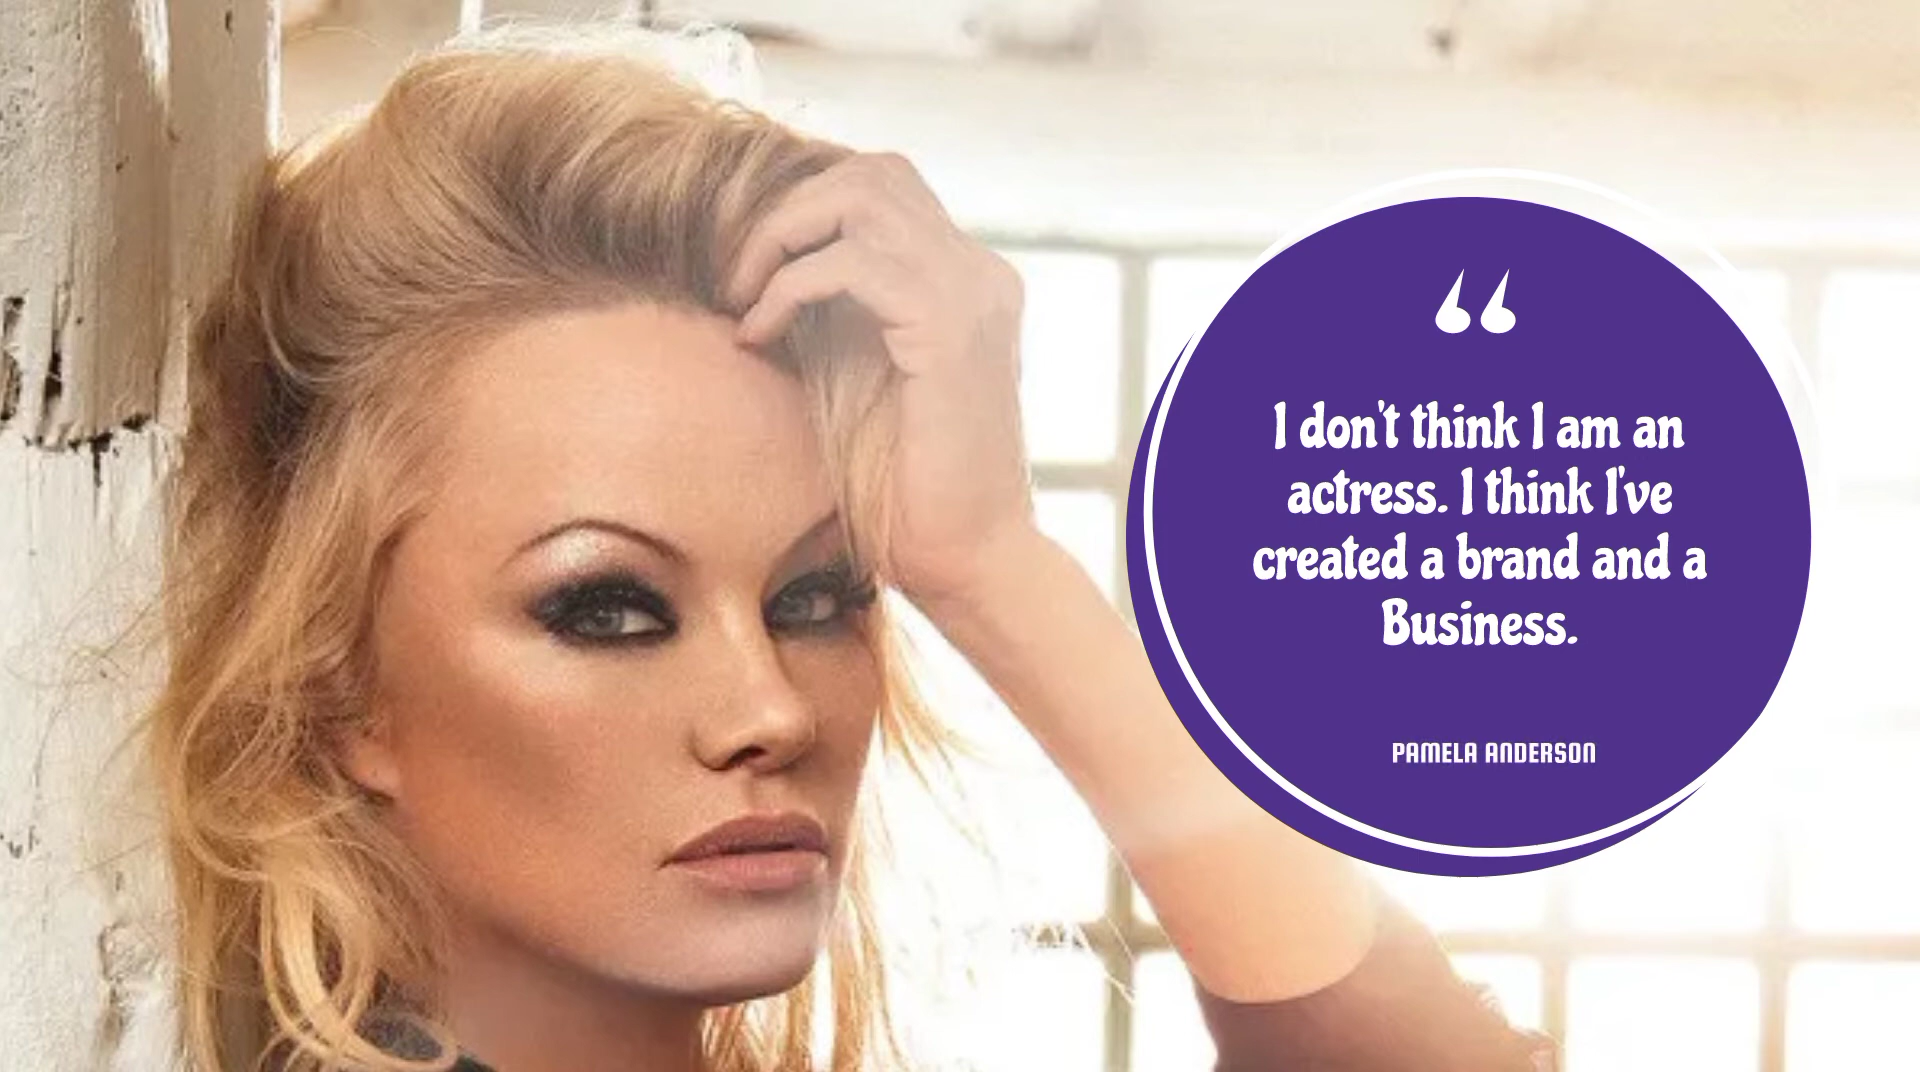 “
I don't think I am an
actress. I think I've
created a brand and a
Business.
PAMELA ANDERSON